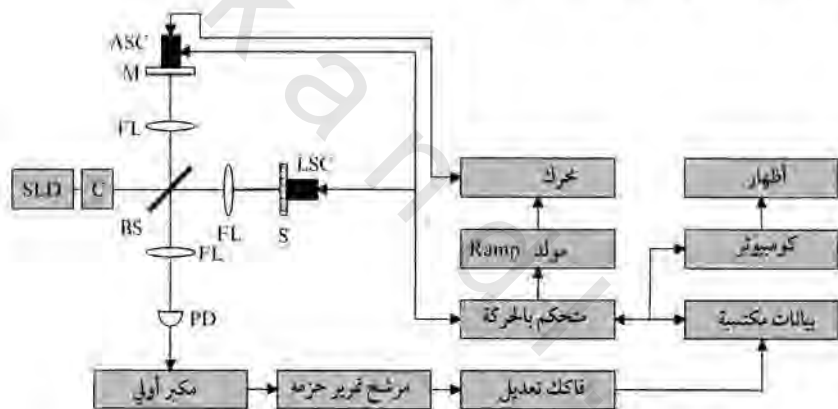 ASC
M
FL
SLD
C
BS
FL
S
LSC
FL
PD
محرك
أظهار
مولد Ramp
كومبيوتر
متحكم بالحركة
بيانات مكتسبة
مكبر أولي
مرشح تمرير حزمه
فاكك تعديل